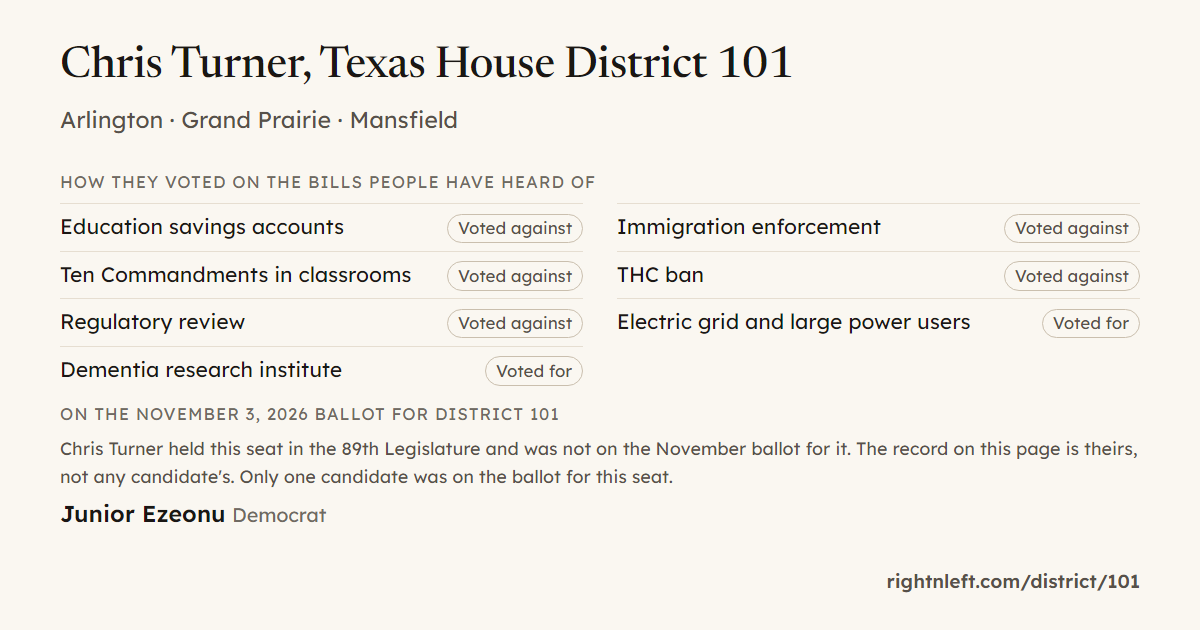 Chris Turner, Texas House District 101
Arlington · Grand Prairie · Mansfield
HOW THEY VOTED ON THE BILLS PEOPLE HAVE HEARD OF
Education savings accounts Voted against
Immigration enforcement Voted against
Ten Commandments in classrooms Voted against
THC ban Voted against
Regulatory review Voted against
Electric grid and large power users Voted for
Dementia research institute Voted for
ON THE NOVEMBER 3, 2026 BALLOT FOR DISTRICT 101
Chris Turner held this seat in the 89th Legislature and was not on the November ballot for it. The record on this page is theirs,
not any candidate's. Only one candidate was on the ballot for this seat.
Junior Ezeonu Democrat
rightnleft.com/district/101